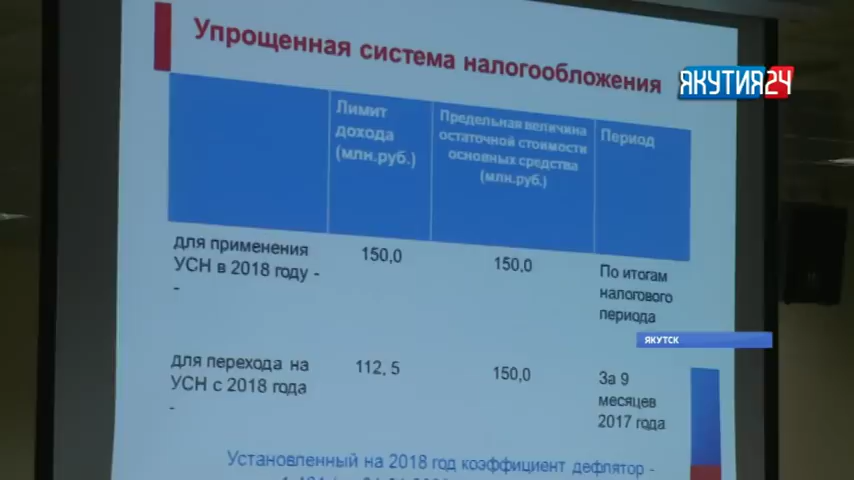 Упрощенная система налогообложения
ЯКУТИЯ24
Лимит
дохода
(млн.руб.)
Предельная величина
остаточной стоимости
основных средства
(млн.руб.)
Период
для применения
УСН в 2018 году -
-
150,0
150,0
По итогам
налогового
периода
ЯКУТСК
для перехода на
УСН с 2018 года
-
112, 5
150,0
За 9
месяцев
2017 года
Установленный на 2018 год коэффициент дефлятор -